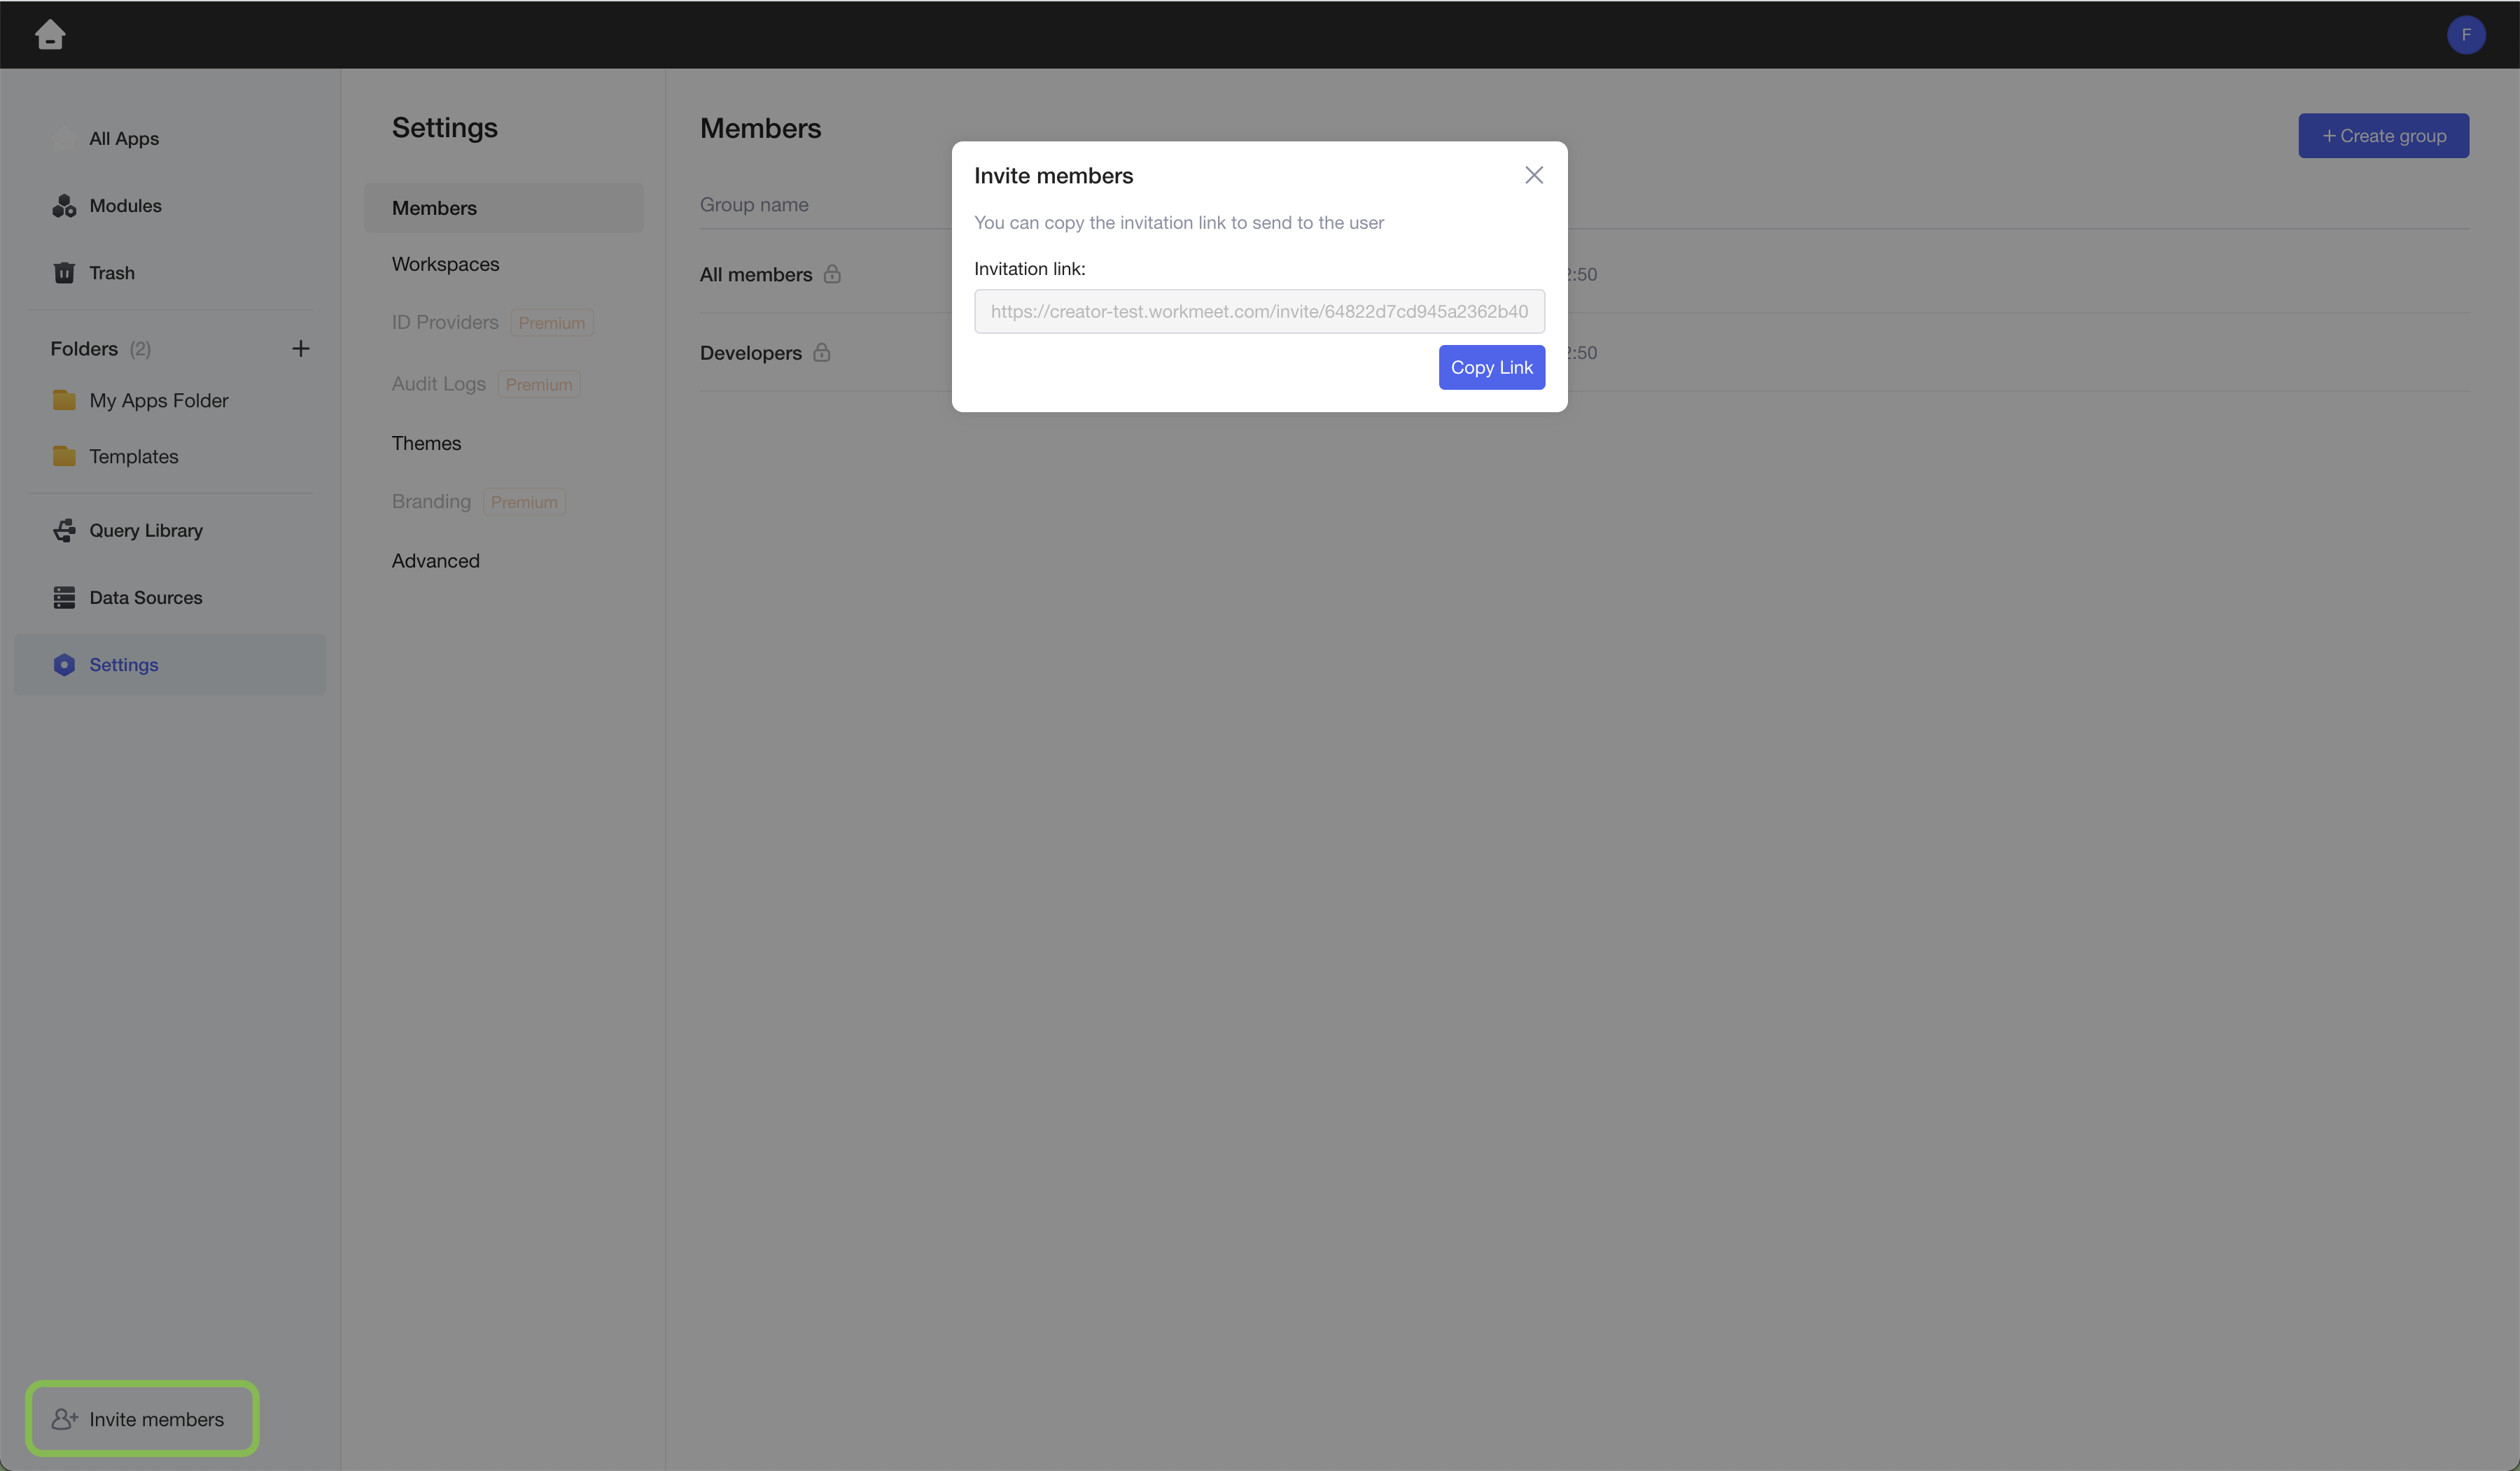 F
All Apps
Modules
Trash
Folders (2)
My Apps Folder
Templates
Query Library
Data Sources
Settings
Invite members
Settings
Members
Workspaces
ID Providers Premium
Audit Logs Premium
Themes
Branding Premium
Advanced
Members
+ Create group
Group name
All members
:50
Developers
:50
Invite members
You can copy the invitation link to send to the user
Invitation link:
https://creator-test.workmeet.com/invite/64822d7cd945a2362b40
Copy Link